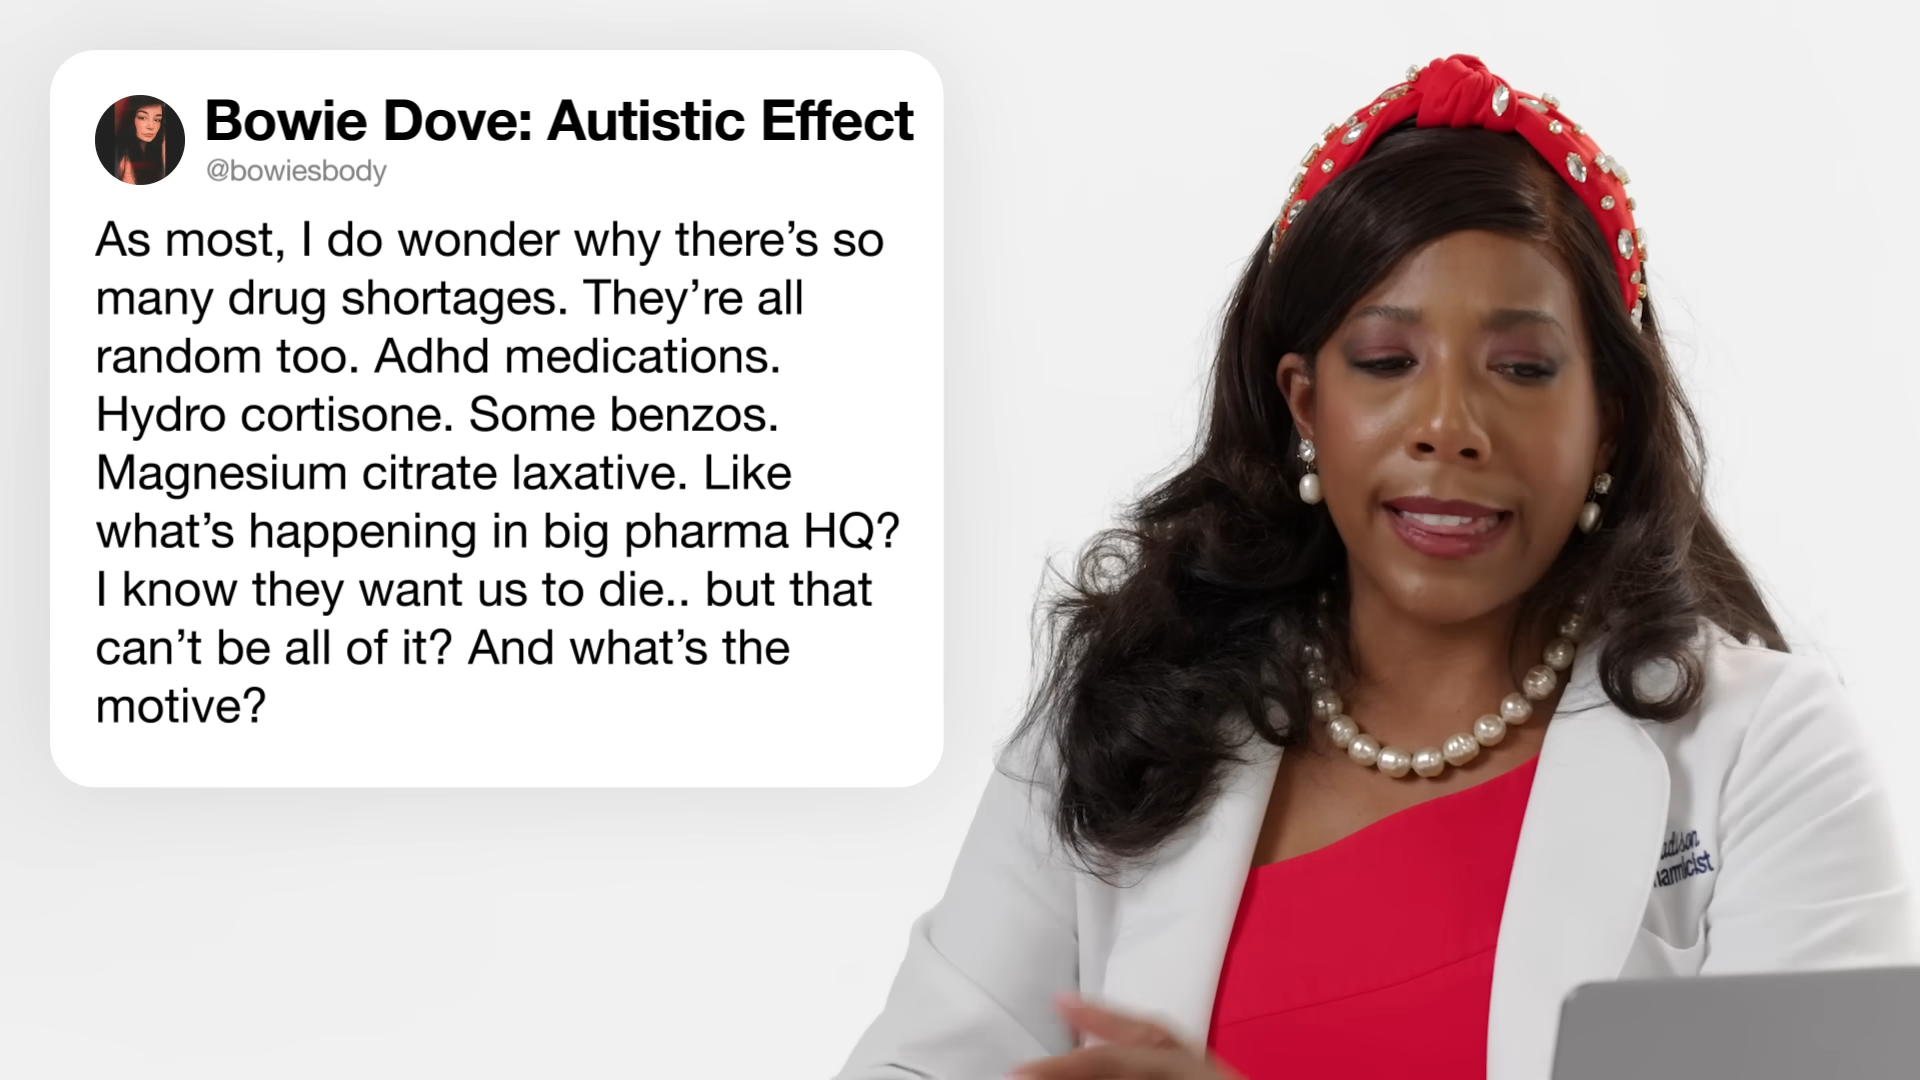 Bowie Dove: Autistic Effect
@bowiesbody
As most, I do wonder why there’s so
many drug shortages. They’re all
random too. Adhd medications.
Hydro cortisone. Some benzos.
Magnesium citrate laxative. Like
what’s happening in big pharma HQ?
I know they want us to die.. but that
can’t be all of it? And what’s the
motive?